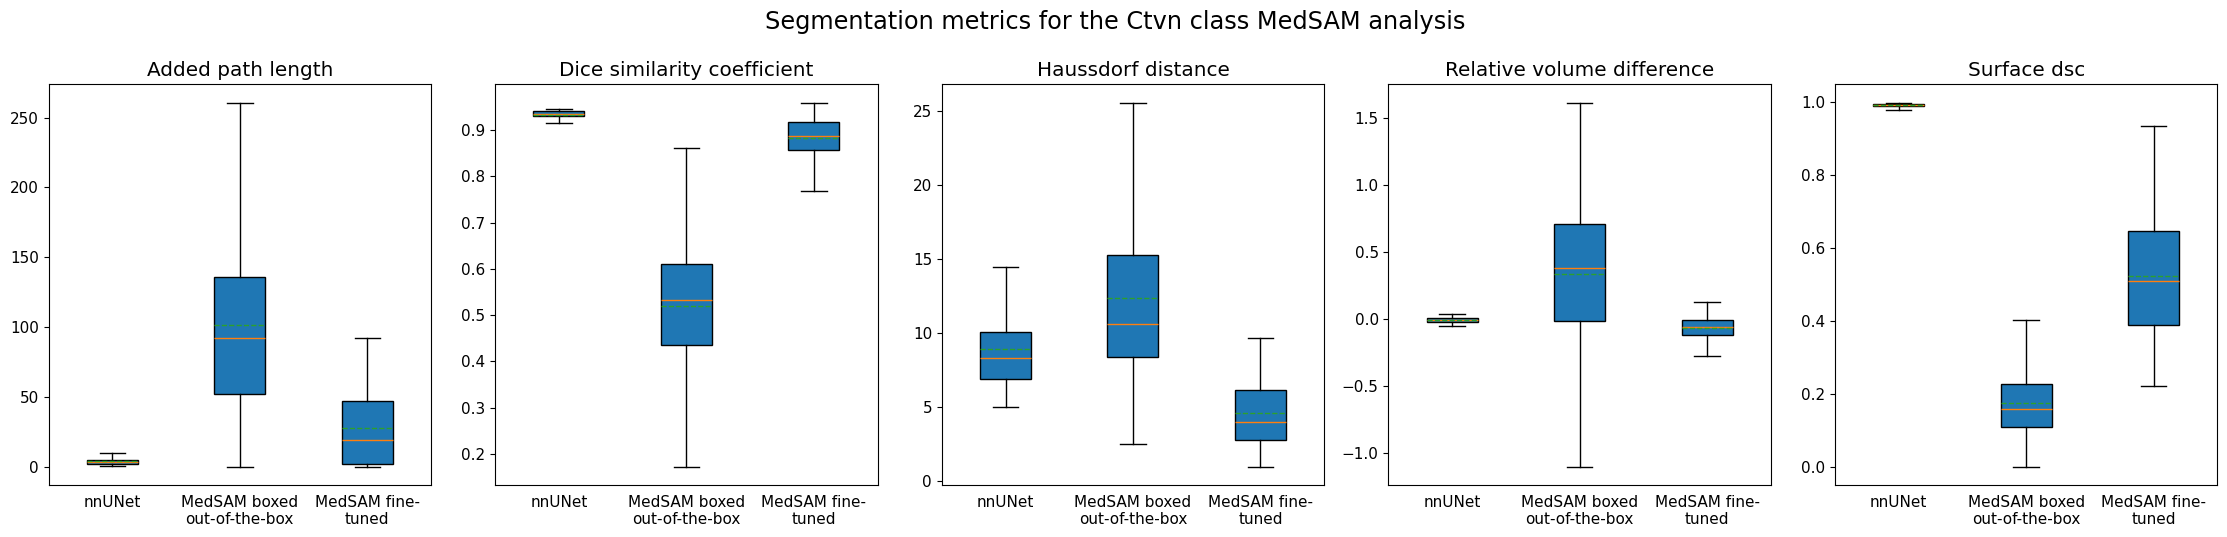 Segmentation metrics for the Ctvn class MedSAM analysis
Added path length
250
200
150
100
50
0
nnUNet
MedSAM boxed
out-of-the-box
MedSAM fine-
tuned
Dice similarity coefficient
0.9
0.8
0.7
0.6
0.5
0.4
0.3
0.2
nnUNet
MedSAM boxed
out-of-the-box
MedSAM fine-
tuned
Haussdorf distance
25
20
15
10
5
0
nnUNet
MedSAM boxed
out-of-the-box
MedSAM fine-
tuned
Relative volume difference
1.5
1.0
0.5
0.0
−0.5
−1.0
nnUNet
MedSAM boxed
out-of-the-box
MedSAM fine-
tuned
Surface dsc
1.0
0.8
0.6
0.4
0.2
0.0
nnUNet
MedSAM boxed
out-of-the-box
MedSAM fine-
tuned